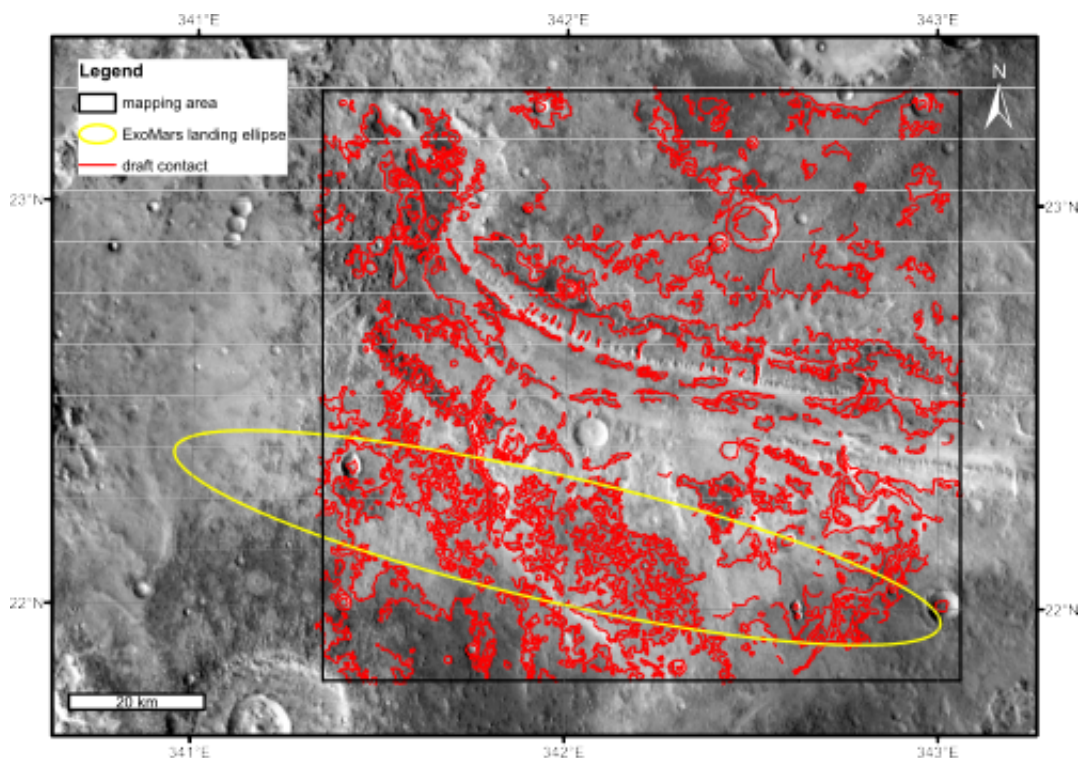 341°E 342°E 343°E
Legend
mapping area
ExoMars landing ellipse
draft contact
N
23°N 23°N
22°N 22°N
20 km
341°E 342°E 343°E